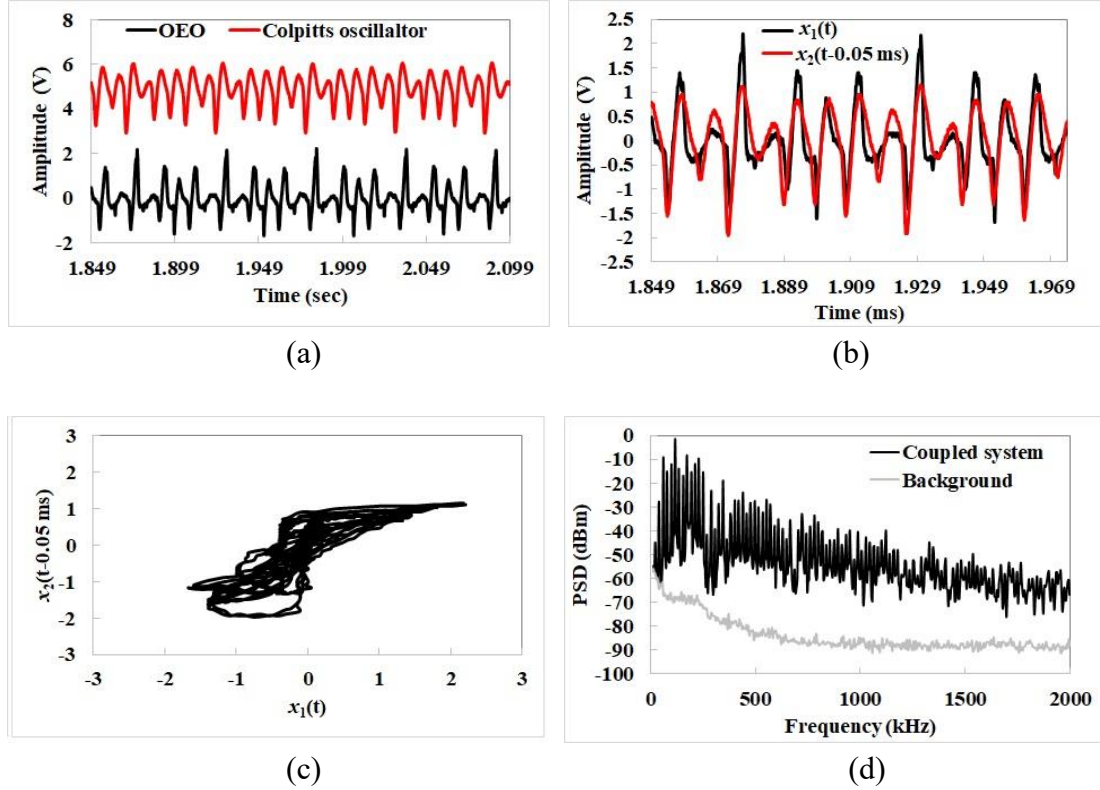 OEO
Colpitts oscillaltor
Amplitude (V)
8
6
4
2
0
-2
1.849 1.899 1.949 1.999 2.049 2.099
Time (sec)
(a)
x₁(t)
x₂(t-0.05 ms)
Amplitude (V)
2.5
2
1.5
1
0.5
0
-0.5
-1
-1.5
-2
-2.5
1.849 1.869 1.889 1.909 1.929 1.949 1.969
Time (ms)
(b)
x₂(t-0.05 ms)
3
2
1
0
-1
-2
-3
-3 -2 -1 0 1 2 3
x₁(t)
(c)
Coupled system
Background
PSD (dBm)
0
-10
-20
-30
-40
-50
-60
-70
-80
-90
-100
0 500 1000 1500 2000
Frequency (kHz)
(d)